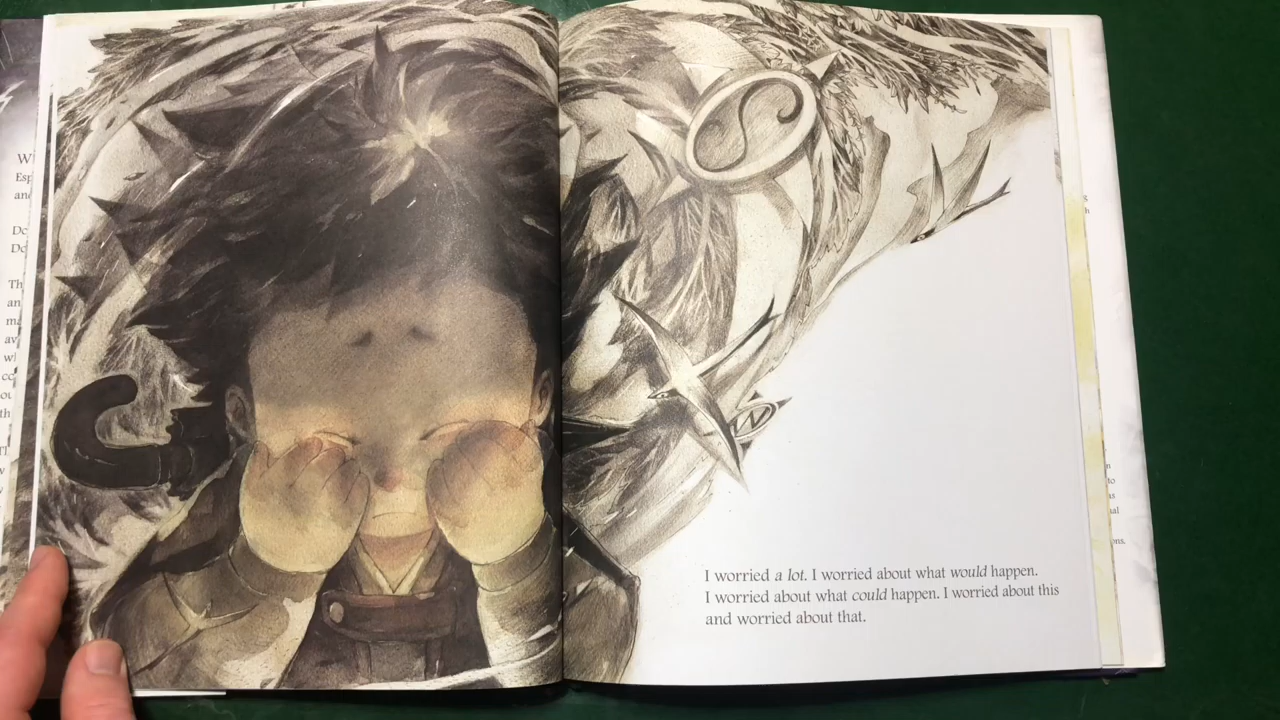 I worried a lot. I worried about what would happen.
I worried about what could happen. I worried about this
and worried about that.